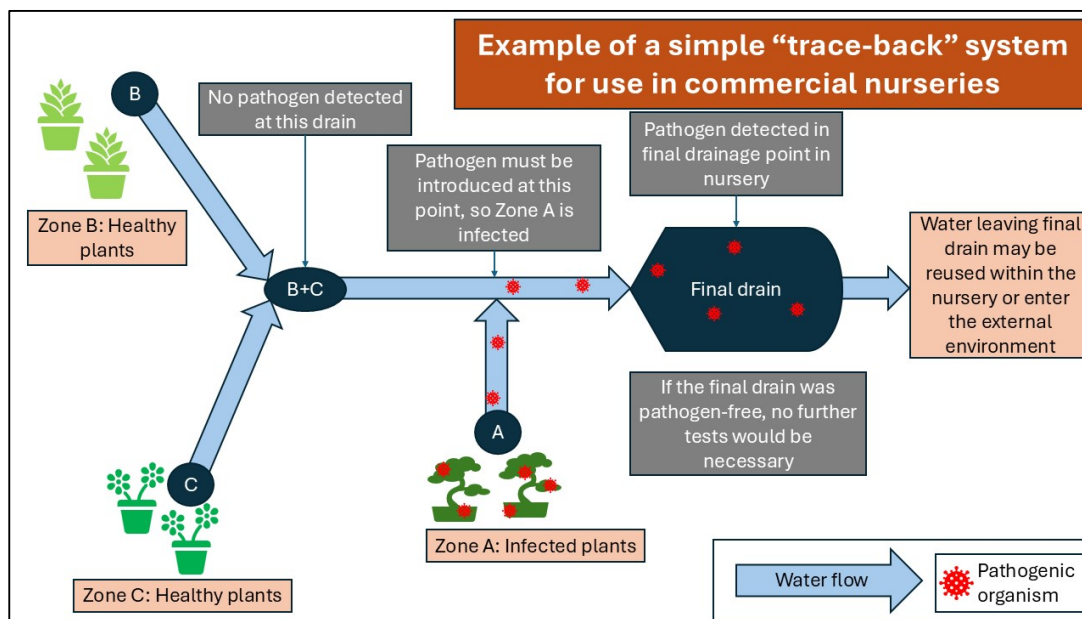 Example of a simple “trace-back” system
for use in commercial nurseries
B
No pathogen detected
at this drain
Pathogen must be
introduced at this
point, so Zone A is
infected
Pathogen detected in
final drainage point in
nursery
Zone B: Healthy
plants
B+C
Final drain
Water leaving final
drain may be
reused within the
nursery or enter
the external
environment
If the final drain was
pathogen-free, no further
tests would be
necessary
A
C
Zone A: Infected plants
Zone C: Healthy plants
Water flow
Pathogenic
organism